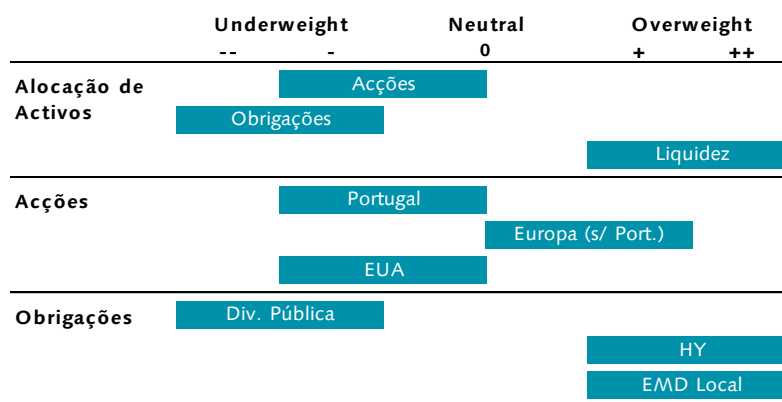 Underweight Neutral Overweight
-- - 0 + ++
Alocação de Activos
Acções
Obrigações
Liquidez
Acções
Portugal
Europa (s/ Port.)
EUA
Obrigações
Div. Pública
HY
EMD Local